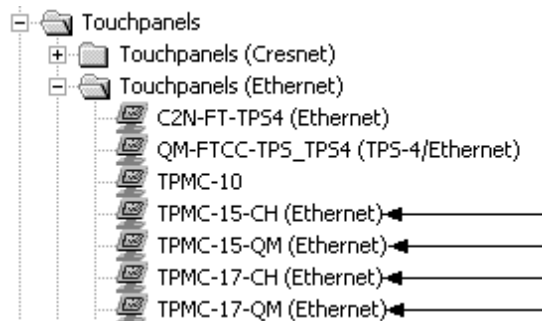 Touchpanels
Touchpanels (Cresnet)
Touchpanels (Ethernet)
C2N-FT-TPS4 (Ethernet)
QM-FTCC-TPS_TPS4 (TPS-4/Ethernet)
TPMC-10
TPMC-15-CH (Ethernet)
TPMC-15-QM (Ethernet)
TPMC-17-CH (Ethernet)
TPMC-17-QM (Ethernet)